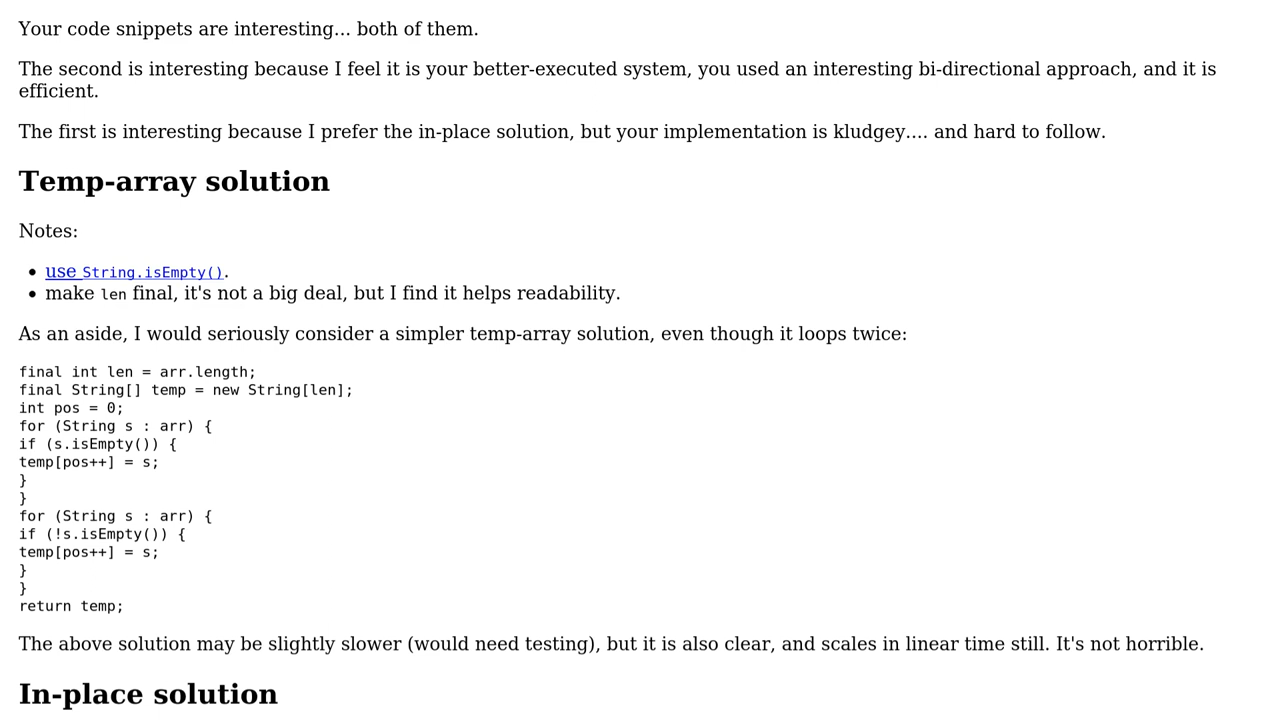 Your code snippets are interesting... both of them.
The second is interesting because I feel it is your better-executed system, you used an interesting bi-directional approach, and it is
efficient.
The first is interesting because I prefer the in-place solution, but your implementation is kludgey.... and hard to follow.
Temp-array solution
Notes:
• use String.isEmpty().
• make len final, it's not a big deal, but I find it helps readability.
As an aside, I would seriously consider a simpler temp-array solution, even though it loops twice:
final int len = arr.length;
final String[] temp = new String[len];
int pos = 0;
for (String s : arr) {
if (s.isEmpty()) {
temp[pos++] = s;
}
}
for (String s : arr) {
if (!s.isEmpty()) {
temp[pos++] = s;
}
}
return temp;
The above solution may be slightly slower (would need testing), but it is also clear, and scales in linear time still. It's not horrible.
In-place solution